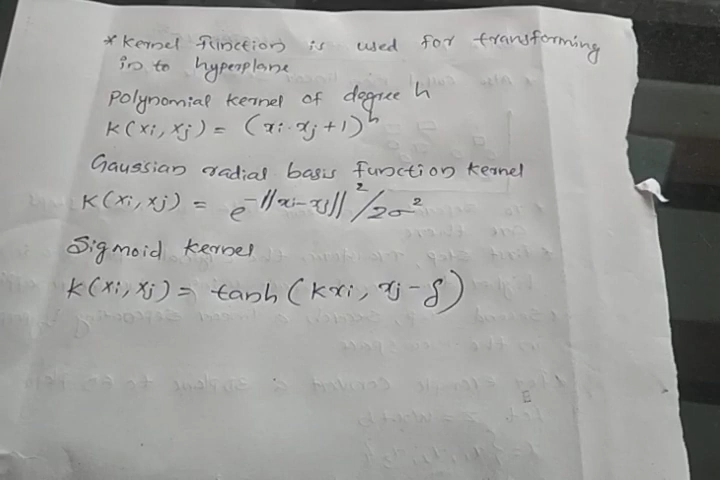 * Kernel function is used for transforming
in to hyperplane
Polynomial kernel of degree h
K(xi, xj) = (xi. xj + 1)^h
Gaussian radial basis function kernel
K(xi, xj) = e^-||xi-xj||^2/2σ^2
Sigmoid kernel
K(xi, xj) = tanh (kxi, xj - δ)